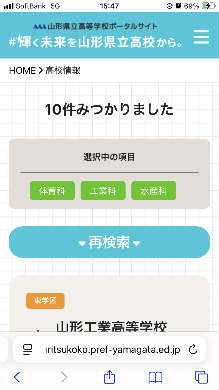 SoftBank 5G 15:47 69%
山形県立高等学校ポータルサイト
#輝く未来を山形県立高校から。
HOME > 高校情報
10件みつかりました
選択中の項目
体育科 工業科 水産科
再検索
東学区
山形工業高等学校
ritsukoko.pref-yamagata.ed.jp